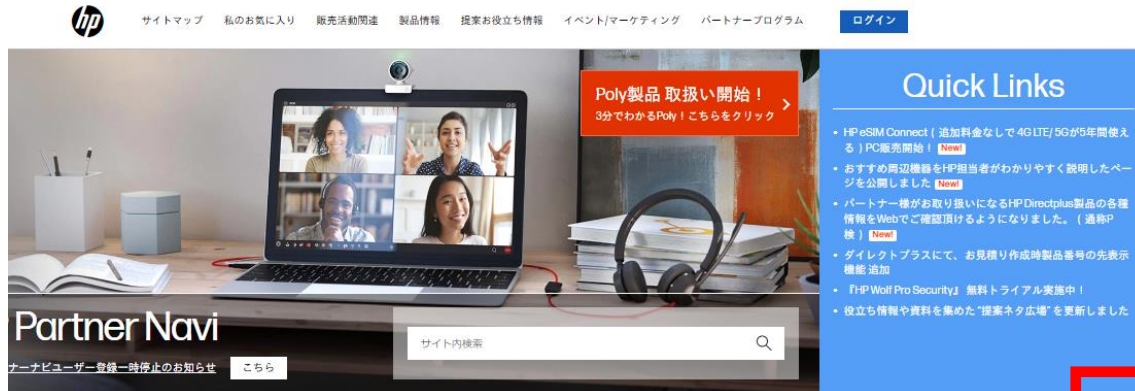 hp
サイトマップ 私のお気に入り 販売活動関連 製品情報 提案お役立ち情報 イベント/マーケティング パートナープログラム ログイン
Poly製品 取扱い開始！
3分でわかるPoly！こちらをクリック
Quick Links
• HP eSIM Connect ( 追加料金なしで 4G LTE/ 5Gが5年間使え
る ) PC販売開始！ New!
• おすすめ周辺機器をHP担当者がわかりやすく説明したペー
ジを公開しました New!
• パートナー様がお取り扱いになるHP Directplus製品の各種
情報をWebでご確認頂けるようになりました。( 通称P
検 ) New!
• ダイレクトプラスにて、お見積り作成時製品番号の先表示
機能 追加
• 『HP Wolf Pro Security』 無料トライアル実施中！
• 役立ち情報や資料を集めた "提案ネタ広場" を更新しました
Partner Navi
サイト内検索
ナーナビユーザー登録一時停止のお知らせ こちら